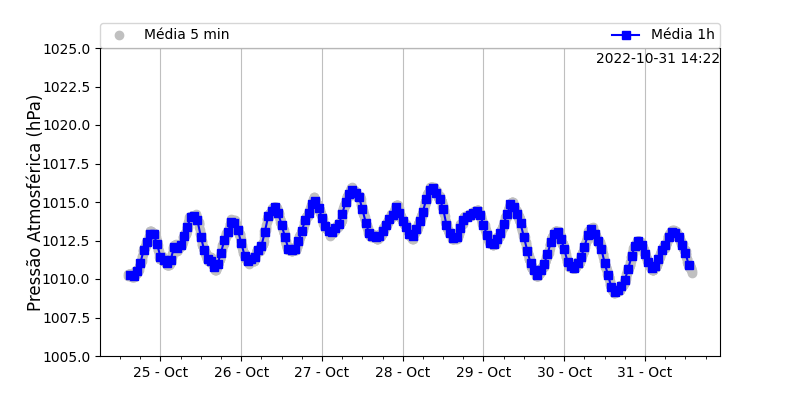 Média 5 min
Média 1h
2022-10-31 14:22
Pressão Atmosférica (hPa)
1025.0
1022.5
1020.0
1017.5
1015.0
1012.5
1010.0
1007.5
1005.0
25 - Oct
26 - Oct
27 - Oct
28 - Oct
29 - Oct
30 - Oct
31 - Oct